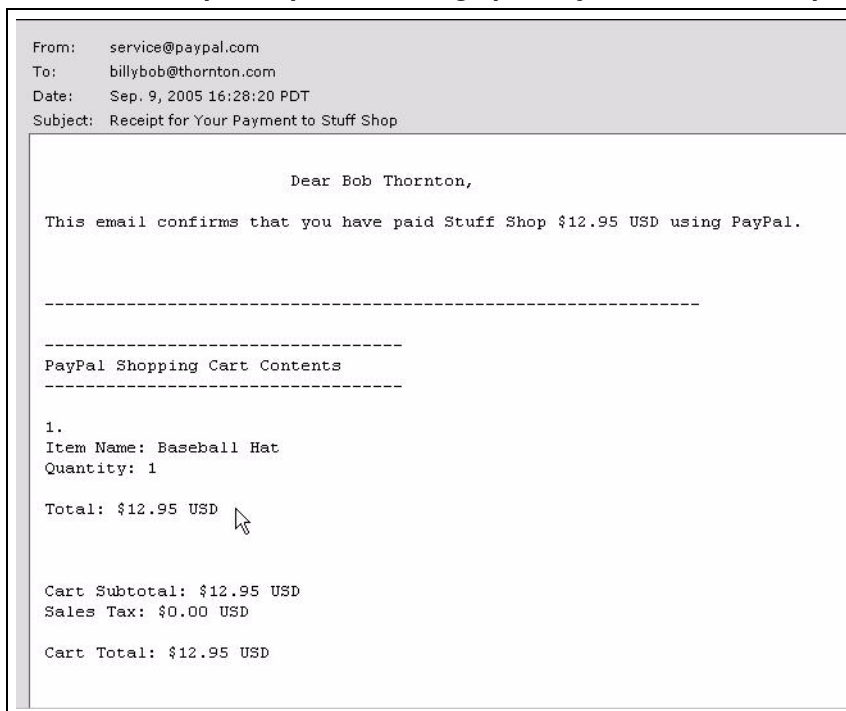 From: service@paypal.com
To: billybob@thornton.com
Date: Sep. 9, 2005 16:28:20 PDT
Subject: Receipt for Your Payment to Stuff Shop
Dear Bob Thornton,
This email confirms that you have paid Stuff Shop $12.95 USD using PayPal.
----------------------------------------------------------------
-----------------------------------
PayPal Shopping Cart Contents
-----------------------------------
1.
Item Name: Baseball Hat
Quantity: 1
Total: $12.95 USD
Cart Subtotal: $12.95 USD
Sales Tax: $0.00 USD
Cart Total: $12.95 USD